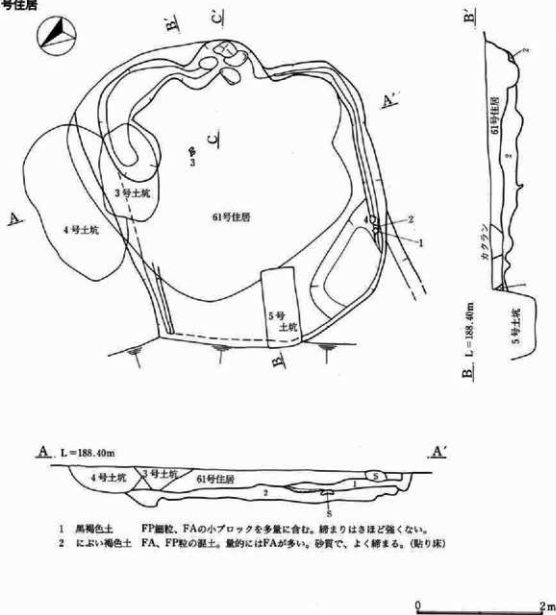 号住居
B'
C'
B'
A'
C
3
3号土坑
4号土坑
A
61号住居
4
2
1
5号
土坑
B
2
61号住居
2
カクラン
1
5号土坑
B L=188.40m
A L=188.40m
A'
4号土坑
3号土坑
61号住居
S
1
2
S
1 黒褐色土 FP細粒、FAの小ブロックを多量に含む。締まりはさほど強くない。
2 にぶい褐色土 FA、FP粒の混土。量的にはFAが多い。砂質で、よく締まる。(貼り床)
0 2m